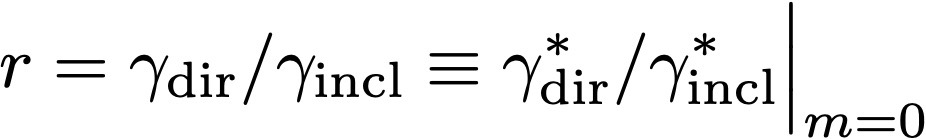 r = γ_dir/γ_incl ≡ γ*_dir/γ*_incl|_{m=0}